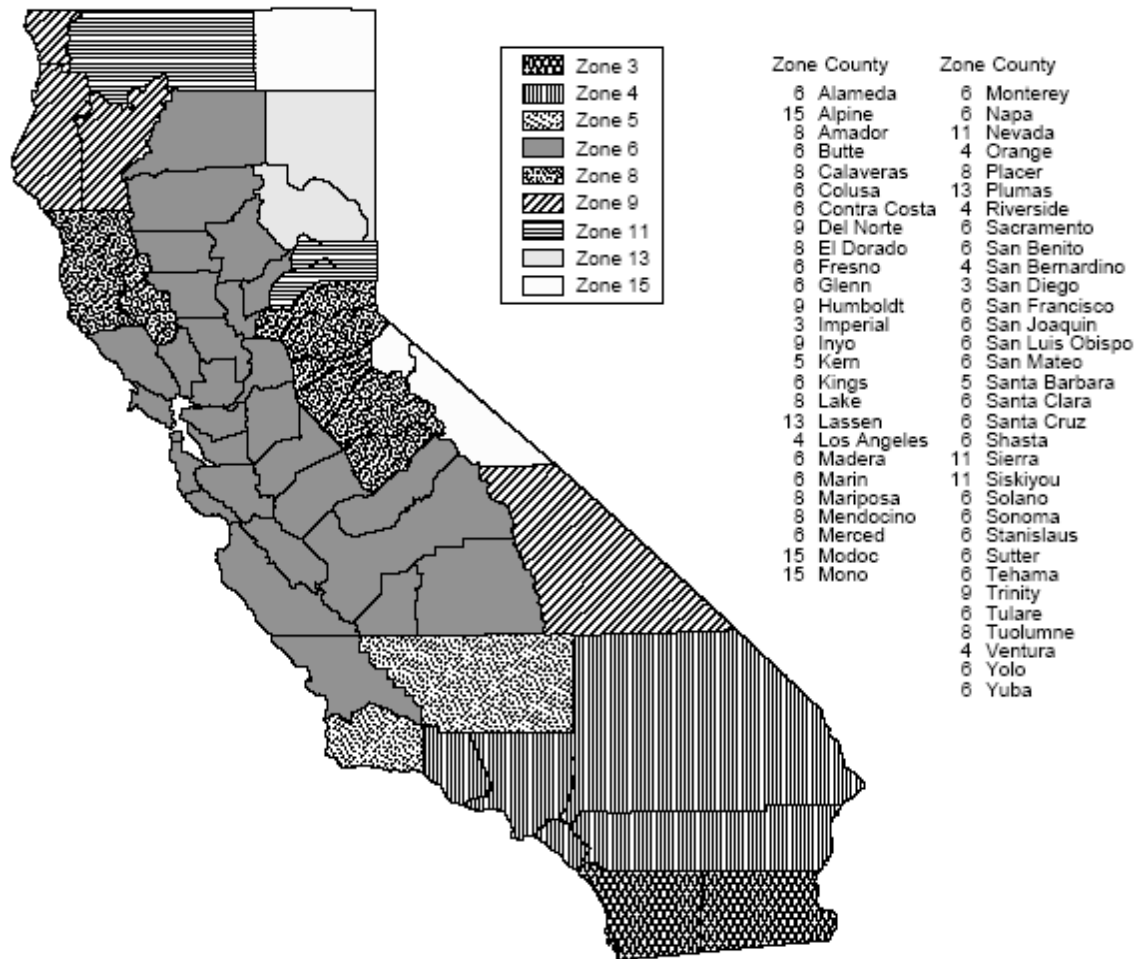 Zone 3
Zone 4
Zone 5
Zone 6
Zone 8
Zone 9
Zone 11
Zone 13
Zone 15
Zone County
6 Alameda
15 Alpine
8 Amador
6 Butte
8 Calaveras
6 Colusa
6 Contra Costa
9 Del Norte
8 El Dorado
6 Fresno
6 Glenn
9 Humboldt
3 Imperial
9 Inyo
5 Kern
6 Kings
8 Lake
13 Lassen
4 Los Angeles
6 Madera
6 Marin
8 Mariposa
8 Mendocino
6 Merced
15 Modoc
15 Mono
Zone County
6 Monterey
6 Napa
11 Nevada
4 Orange
8 Placer
13 Plumas
4 Riverside
6 Sacramento
6 San Benito
4 San Bernardino
3 San Diego
6 San Francisco
6 San Joaquin
6 San Luis Obispo
6 San Mateo
5 Santa Barbara
6 Santa Clara
6 Santa Cruz
6 Shasta
11 Sierra
11 Siskiyou
6 Solano
6 Sonoma
6 Stanislaus
6 Sutter
6 Tehama
9 Trinity
6 Tulare
8 Tuolumne
4 Ventura
6 Yolo
6 Yuba